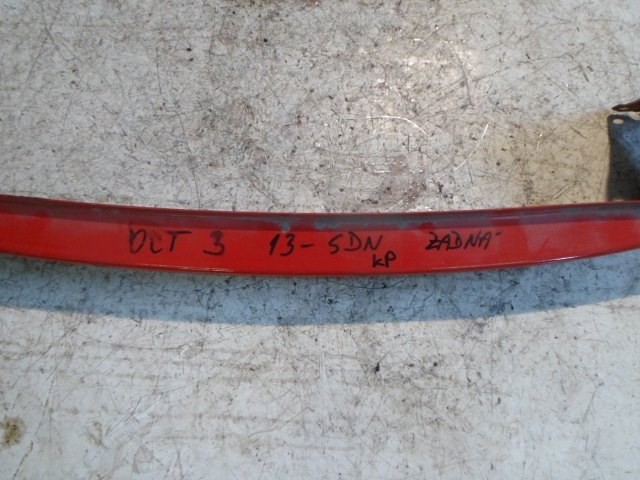 OCT 3 13- SDN ZADNÁ
KP